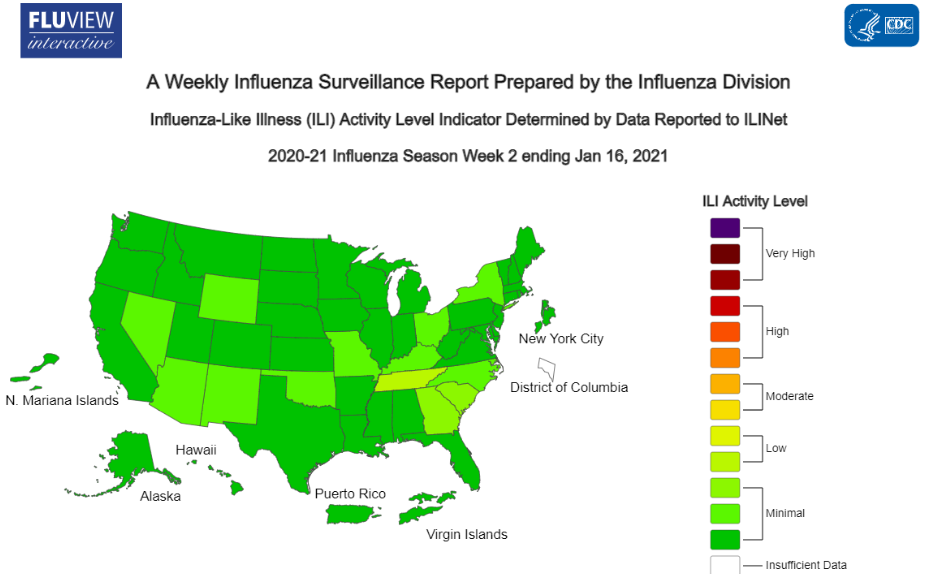 FLUVIEW
interactive
CDC
A Weekly Influenza Surveillance Report Prepared by the Influenza Division
Influenza-Like Illness (ILI) Activity Level Indicator Determined by Data Reported to ILINet
2020-21 Influenza Season Week 2 ending Jan 16, 2021
ILI Activity Level
Very High
High
Moderate
Low
Minimal
Insufficient Data
New York City
District of Columbia
N. Mariana Islands
Hawaii
Alaska
Puerto Rico
Virgin Islands